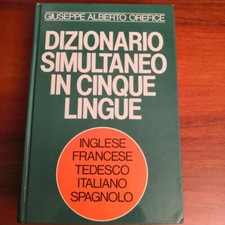 GIUSEPPE ALBERTO OREFICE
DIZIONARIO
SIMULTANEO
IN CINQUE
LINGUE
INGLESE
FRANCESE
TEDESCO
ITALIANO
SPAGNOLO